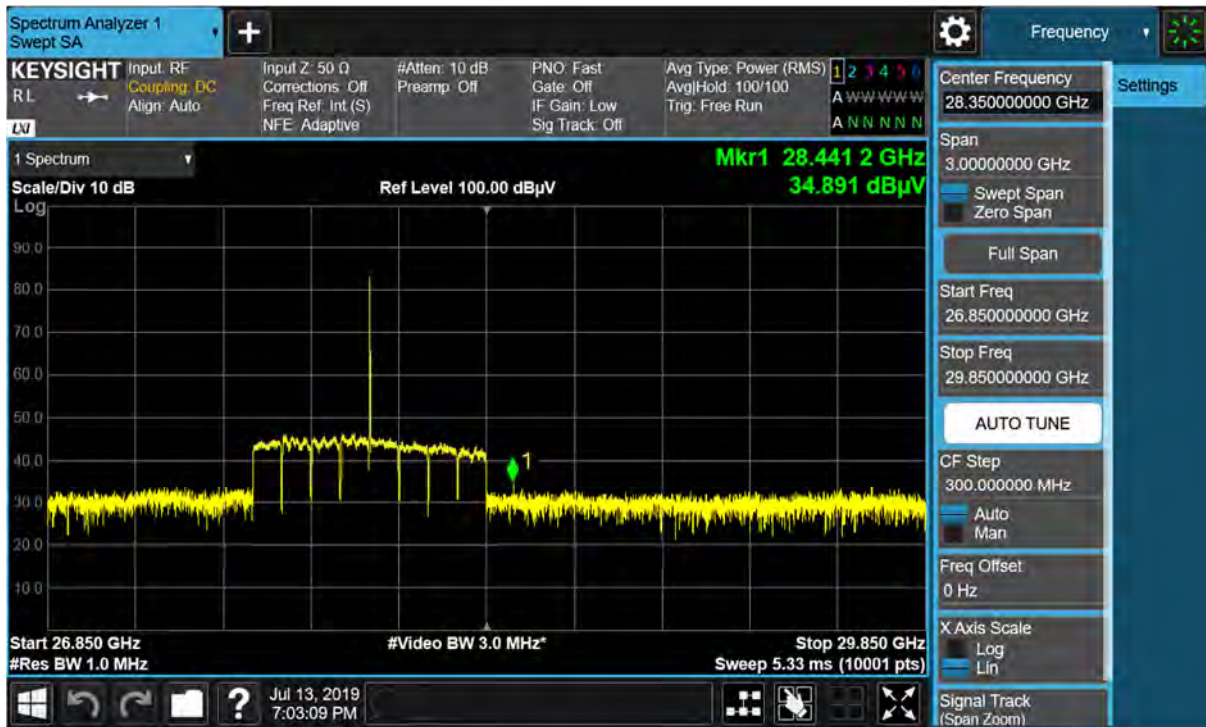 Spectrum Analyzer 1
Swept SA
+
Frequency
KEYSIGHT
RL
LXI
Input: RF
Coupling: DC
Align: Auto
Input Z: 50 Ω
Corrections: Off
Freq Ref: Int (S)
NFE: Adaptive
#Atten: 10 dB
Preamp: Off
PNO: Fast
Gate: Off
IF Gain: Low
Sig Track: Off
Avg Type: Power (RMS)
Avg|Hold: 100/100
Trig: Free Run
1 2 3 4 5 6
A W W W W W
A N N N N N
1 Spectrum
Scale/Div 10 dB
Log
Ref Level 100.00 dBµV
Mkr1 28.441 2 GHz
34.891 dBµV
90.0
80.0
70.0
60.0
50.0
40.0
30.0
20.0
10.0
1
Start 26.850 GHz
#Res BW 1.0 MHz
#Video BW 3.0 MHz*
Stop 29.850 GHz
Sweep 5.33 ms (10001 pts)
Center Frequency
28.350000000 GHz
Settings
Span
3.00000000 GHz
Swept Span
Zero Span
Full Span
Start Freq
26.850000000 GHz
Stop Freq
29.850000000 GHz
AUTO TUNE
CF Step
300.000000 MHz
Auto
Man
Freq Offset
0 Hz
X Axis Scale
Log
Lin
Signal Track
(Span Zoom)
?
Jul 13, 2019
7:03:09 PM